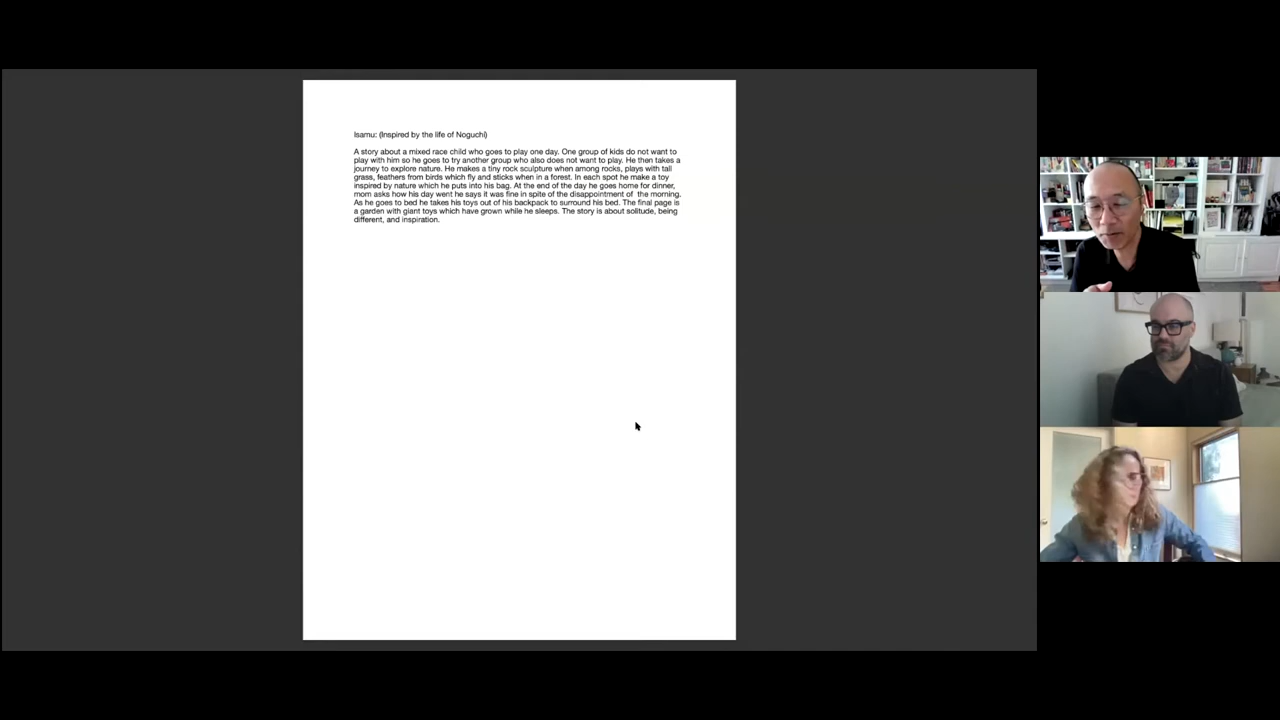 Isamu: (Inspired by the life of Noguchi)
A story about a mixed race child who goes to play one day. One group of kids do not want to
play with him so he goes to try another group who also does not want to play. He then takes a
journey to explore nature. He makes a tiny rock sculpture when among rocks, plays with tall
grass, feathers from birds which fly and sticks when in a forest. In each spot he make a toy
inspired by nature which he puts into his bag. At the end of the day he goes home for dinner,
mom asks how his day went he says it was fine in spite of the disappointment of the morning.
As he goes to bed he takes his toys out of his backpack to surround his bed. The final page is
a garden with giant toys which have grown while he sleeps. The story is about solitude, being
different, and inspiration.